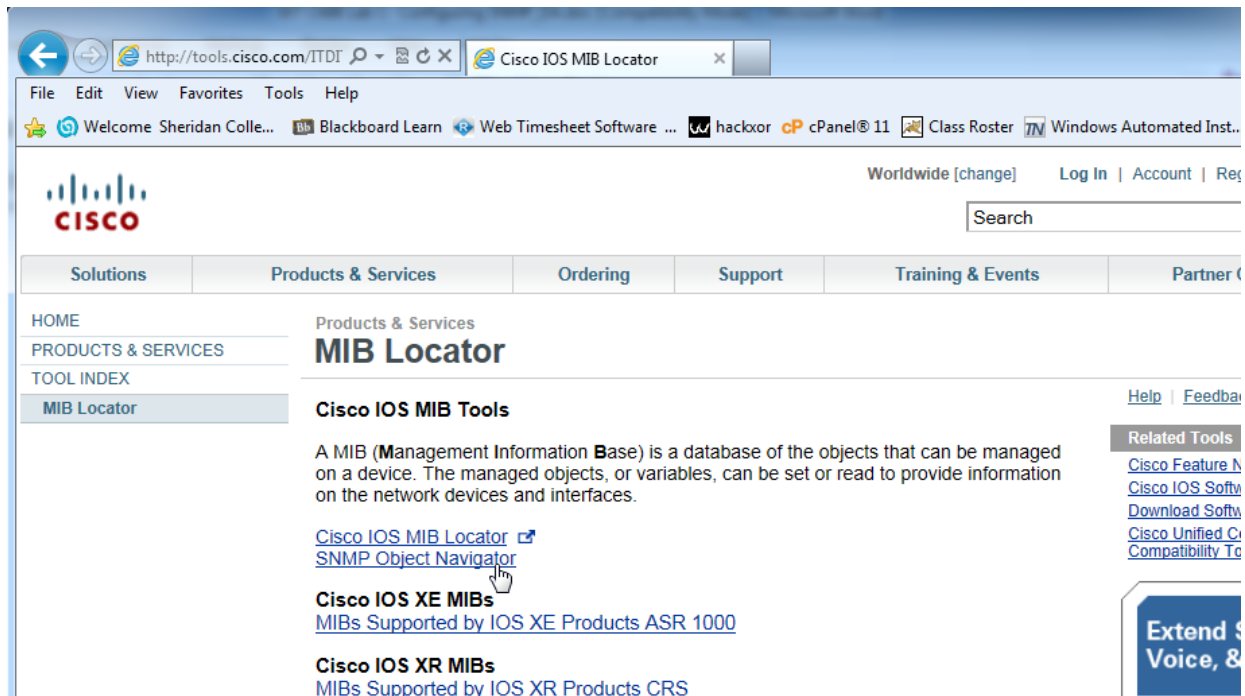 http://tools.cisco.com/ITDI
Cisco IOS MIB Locator
File Edit View Favorites Tools Help
Welcome Sheridan Colle... Blackboard Learn Web Timesheet Software ... hackxor cPanel® 11 Class Roster Windows Automated Inst...
Worldwide [change] Log In | Account | Reg
CISCO
Search
Solutions Products & Services Ordering Support Training & Events Partner
HOME
PRODUCTS & SERVICES
TOOL INDEX
MIB Locator
Products & Services
MIB Locator
Cisco IOS MIB Tools
A MIB (Management Information Base) is a database of the objects that can be managed
on a device. The managed objects, or variables, can be set or read to provide information
on the network devices and interfaces.
Cisco IOS MIB Locator
SNMP Object Navigator
Cisco IOS XE MIBs
MIBs Supported by IOS XE Products ASR 1000
Cisco IOS XR MIBs
MIBs Supported by IOS XR Products CRS
Help | Feedbac
Related Tools
Cisco Feature N
Cisco IOS Softw
Download Softw
Cisco Unified Co
Compatibility To
Extend S
Voice, &